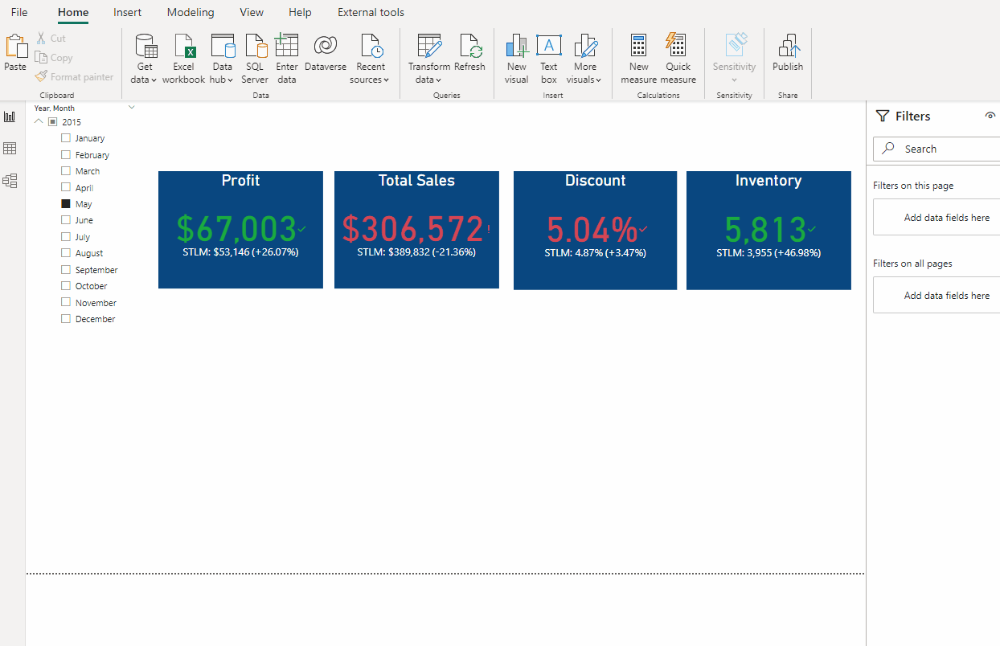 File Home Insert Modeling View Help External tools
Paste
Cut
Copy
Format painter
Clipboard
Get data
Excel workbook
Data hub
SQL Server
Enter data
Dataverse
Recent sources
Data
Transform data
Refresh
Queries
New visual
Text box
More visuals
Insert
New measure
Quick measure
Calculations
Sensitivity
Sensitivity
Publish
Share
Year, Month
2015
January
February
March
April
May
June
July
August
September
October
November
December
Profit
$67,003
STLM: $53,146 (+26.07%)
Total Sales
$306,572!
STLM: $389,832 (-21.36%)
Discount
5.04%
STLM: 4.87% (+3.47%)
Inventory
5,813
STLM: 3,955 (+46.98%)
Filters
Search
Filters on this page
Add data fields here
Filters on all pages
Add data fields here